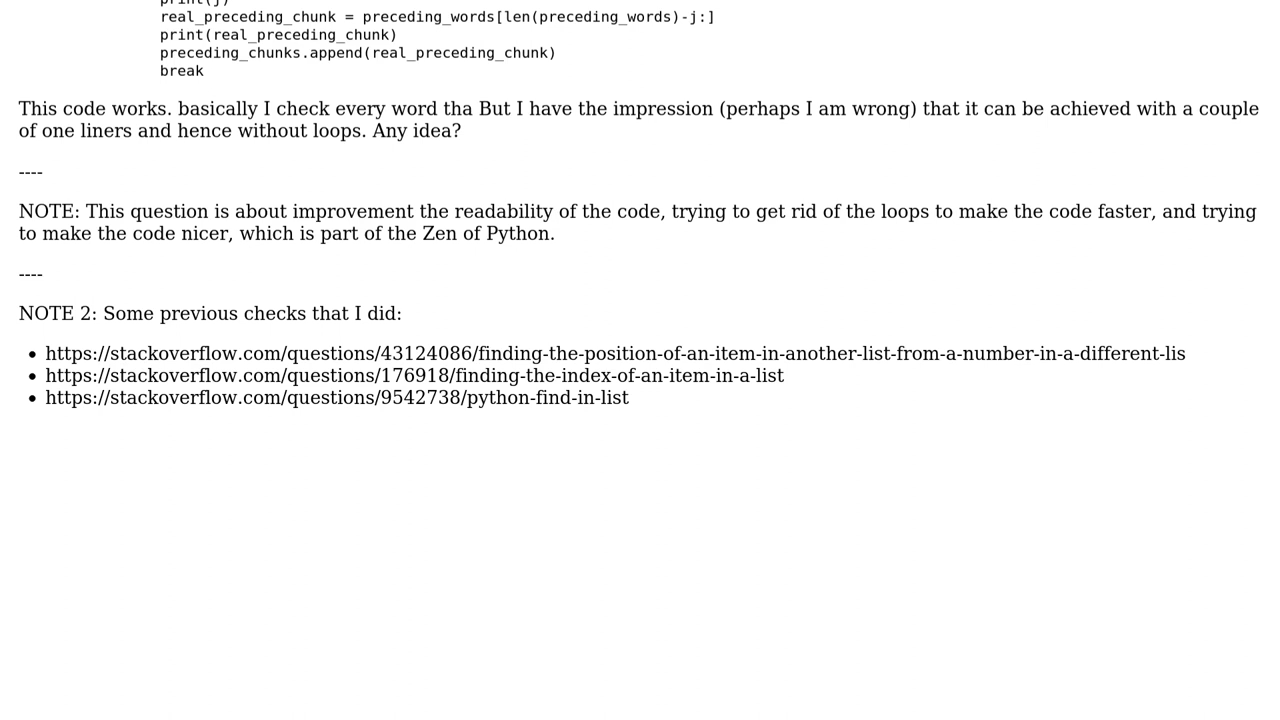 print(j)
real_preceding_chunk = preceding_words[len(preceding_words)-j:]
print(real_preceding_chunk)
preceding_chunks.append(real_preceding_chunk)
break
This code works. basically I check every word tha But I have the impression (perhaps I am wrong) that it can be achieved with a couple
of one liners and hence without loops. Any idea?
----
NOTE: This question is about improvement the readability of the code, trying to get rid of the loops to make the code faster, and trying
to make the code nicer, which is part of the Zen of Python.
----
NOTE 2: Some previous checks that I did:
• https://stackoverflow.com/questions/43124086/finding-the-position-of-an-item-in-another-list-from-a-number-in-a-different-lis
• https://stackoverflow.com/questions/176918/finding-the-index-of-an-item-in-a-list
• https://stackoverflow.com/questions/9542738/python-find-in-list